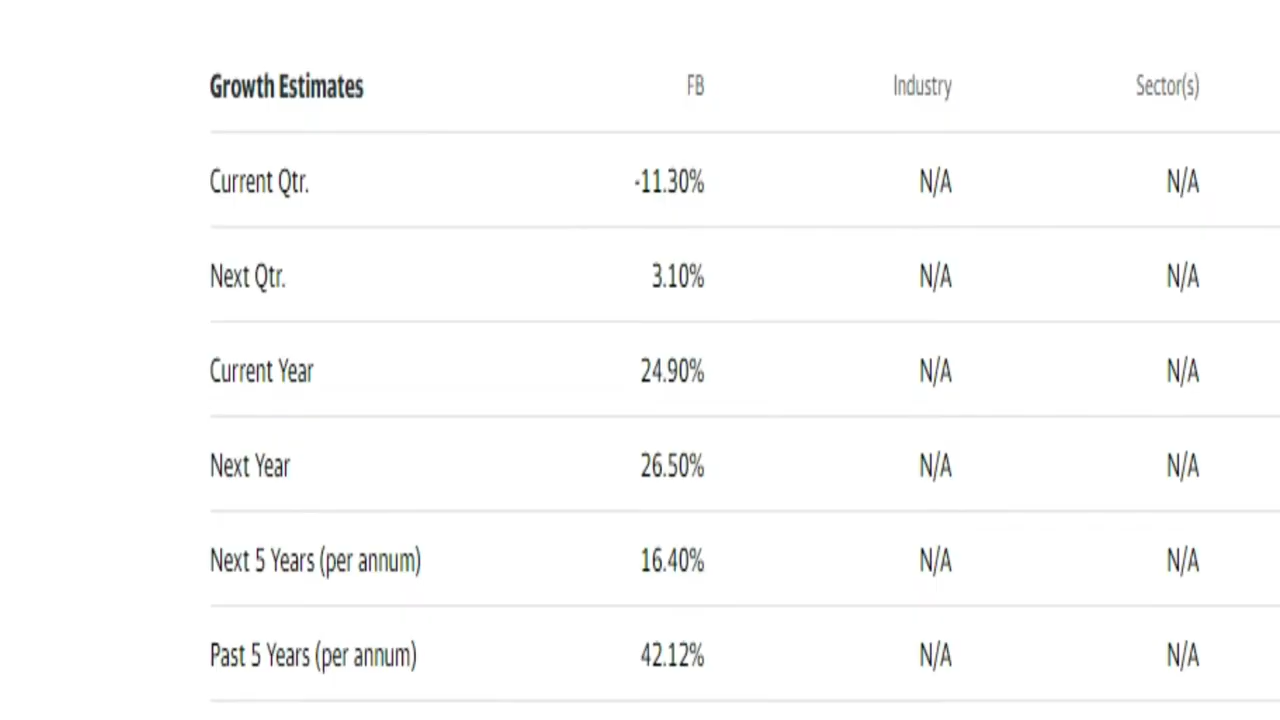 Growth Estimates FB Industry Sector(s)
Current Qtr. -11.30% N/A N/A
Next Qtr. 3.10% N/A N/A
Current Year 24.90% N/A N/A
Next Year 26.50% N/A N/A
Next 5 Years (per annum) 16.40% N/A N/A
Past 5 Years (per annum) 42.12% N/A N/A